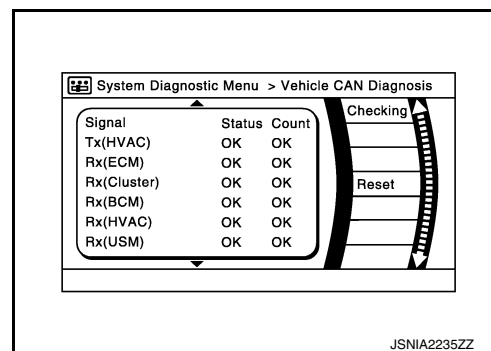 System Diagnostic Menu > Vehicle CAN Diagnosis
Signal Status Count
Tx(HVAC) OK OK
Rx(ECM) OK OK
Rx(Cluster) OK OK
Rx(BCM) OK OK
Rx(HVAC) OK OK
Rx(USM) OK OK
Checking
Reset
JSNIA2235ZZ